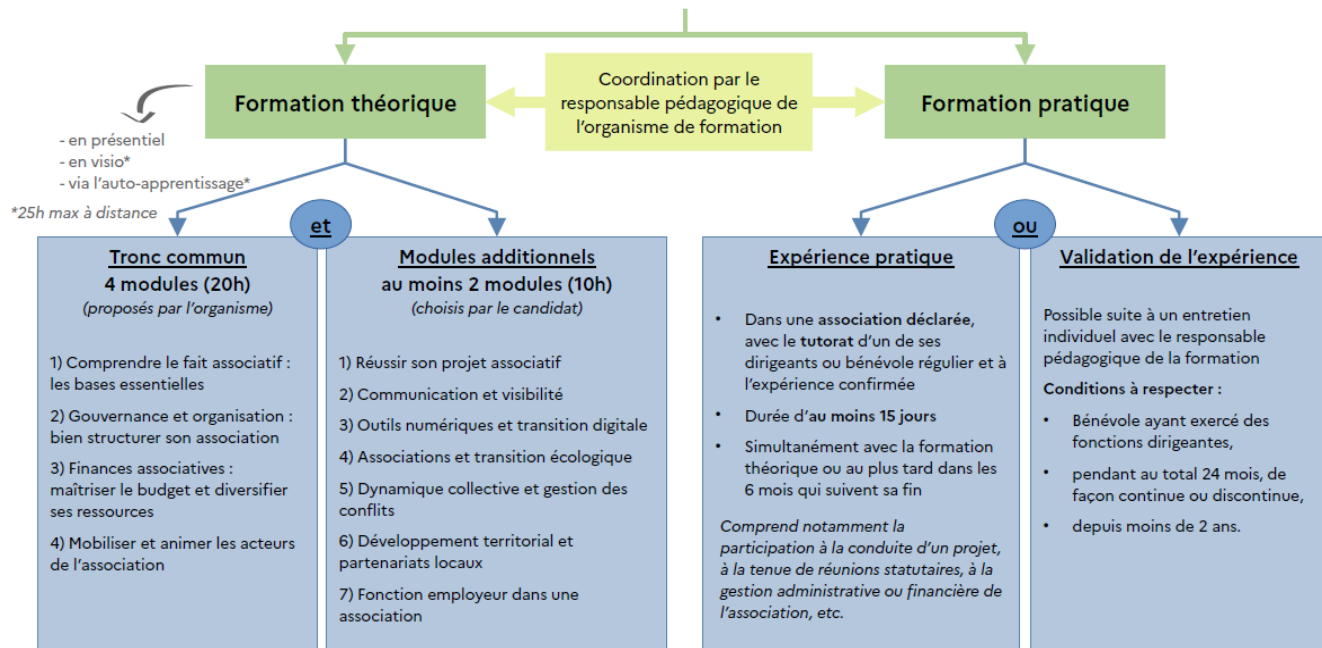 Formation théorique
Coordination par le
responsable pédagogique de
l'organisme de formation
Formation pratique
- en présentiel
- en visio*
- via l'auto-apprentissage*
*25h max à distance
et
ou
Tronc commun
4 modules (20h)
(proposés par l'organisme)
1) Comprendre le fait associatif :
les bases essentielles
2) Gouvernance et organisation :
bien structurer son association
3) Finances associatives :
maîtriser le budget et diversifier
ses ressources
4) Mobiliser et animer les acteurs
de l'association
Modules additionnels
au moins 2 modules (10h)
(choisis par le candidat)
1) Réussir son projet associatif
2) Communication et visibilité
3) Outils numériques et transition digitale
4) Associations et transition écologique
5) Dynamique collective et gestion des
conflits
6) Développement territorial et
partenariats locaux
7) Fonction employeur dans une
association
Expérience pratique
• Dans une association déclarée,
avec le tutorat d'un de ses
dirigeants ou bénévole régulier et à
l'expérience confirmée
• Durée d'au moins 15 jours
• Simultanément avec la formation
théorique ou au plus tard dans les
6 mois qui suivent sa fin
Comprend notamment la
participation à la conduite d'un projet,
à la tenue de réunions statutaires, à la
gestion administrative ou financière de
l'association, etc.
Validation de l'expérience
Possible suite à un entretien
individuel avec le responsable
pédagogique de la formation
Conditions à respecter :
• Bénévole ayant exercé des
fonctions dirigeantes,
• pendant au total 24 mois, de
façon continue ou discontinue,
• depuis moins de 2 ans.